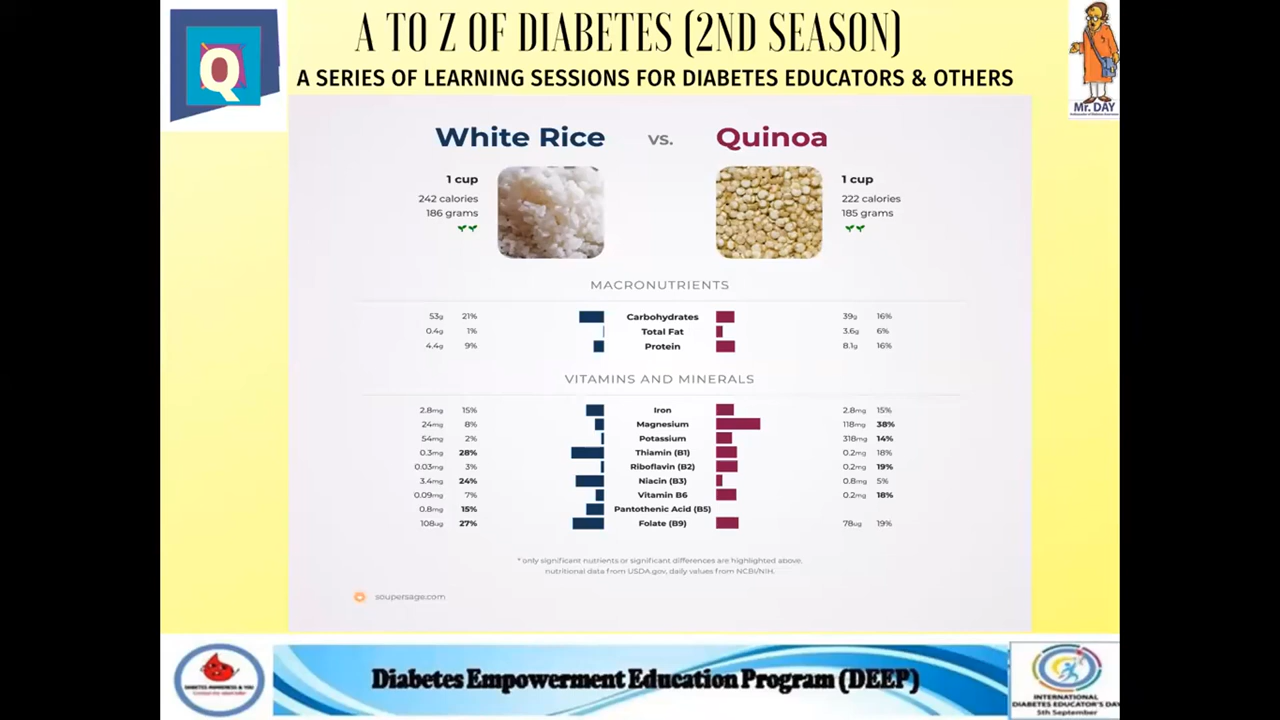 A TO Z OF DIABETES (2ND SEASON)
A SERIES OF LEARNING SESSIONS FOR DIABETES EDUCATORS & OTHERS
Q
Mr. DAY
White Rice vs. Quinoa
1 cup
242 calories
186 grams
1 cup
222 calories
185 grams
MACRONUTRIENTS
53g 21% Carbohydrates 39g 16%
0.4g 1% Total Fat 3.6g 6%
4.4g 9% Protein 8.1g 16%
VITAMINS AND MINERALS
2.8mg 15% Iron 2.8mg 15%
24mg 8% Magnesium 118mg 38%
54mg 2% Potassium 318mg 14%
0.3mg 28% Thiamin (B1) 0.2mg 18%
0.03mg 3% Riboflavin (B2) 0.2mg 19%
3.4mg 24% Niacin (B3) 0.8mg 5%
0.09mg 7% Vitamin B6 0.2mg 18%
0.8mg 15% Pantothenic Acid (B5)
108ug 27% Folate (B9) 78ug 19%
* only significant nutrients or significant differences are highlighted above.
nutritional data from USDA.gov, daily values from NCBI/NIH.
soupersage.com
DIABETES AWARENESS & YOU
Diabetes Empowerment Education Program (DEEP)
INTERNATIONAL
DIABETES EDUCATOR'S DAY
5th September